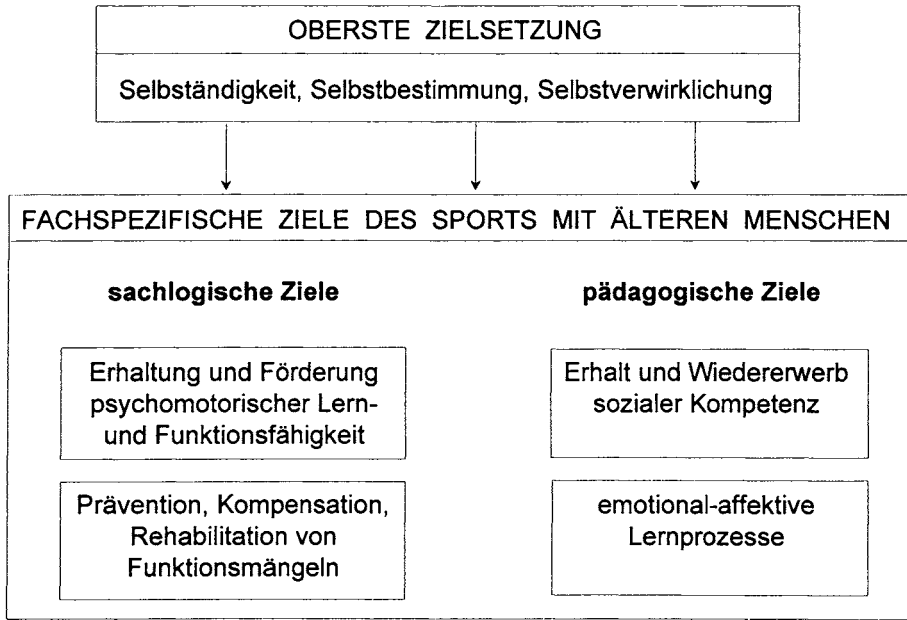 OBERSTE ZIELSETZUNG
Selbständigkeit, Selbstbestimmung, Selbstverwirklichung
FACHSPEZIFISCHE ZIELE DES SPORTS MIT ÄLTEREN MENSCHEN
sachlogische Ziele
Erhaltung und Förderung
psychomotorischer Lern-
und Funktionsfähigkeit
Prävention, Kompensation,
Rehabilitation von
Funktionsmängeln
pädagogische Ziele
Erhalt und Wiedererwerb
sozialer Kompetenz
emotional-affektive
Lernprozesse